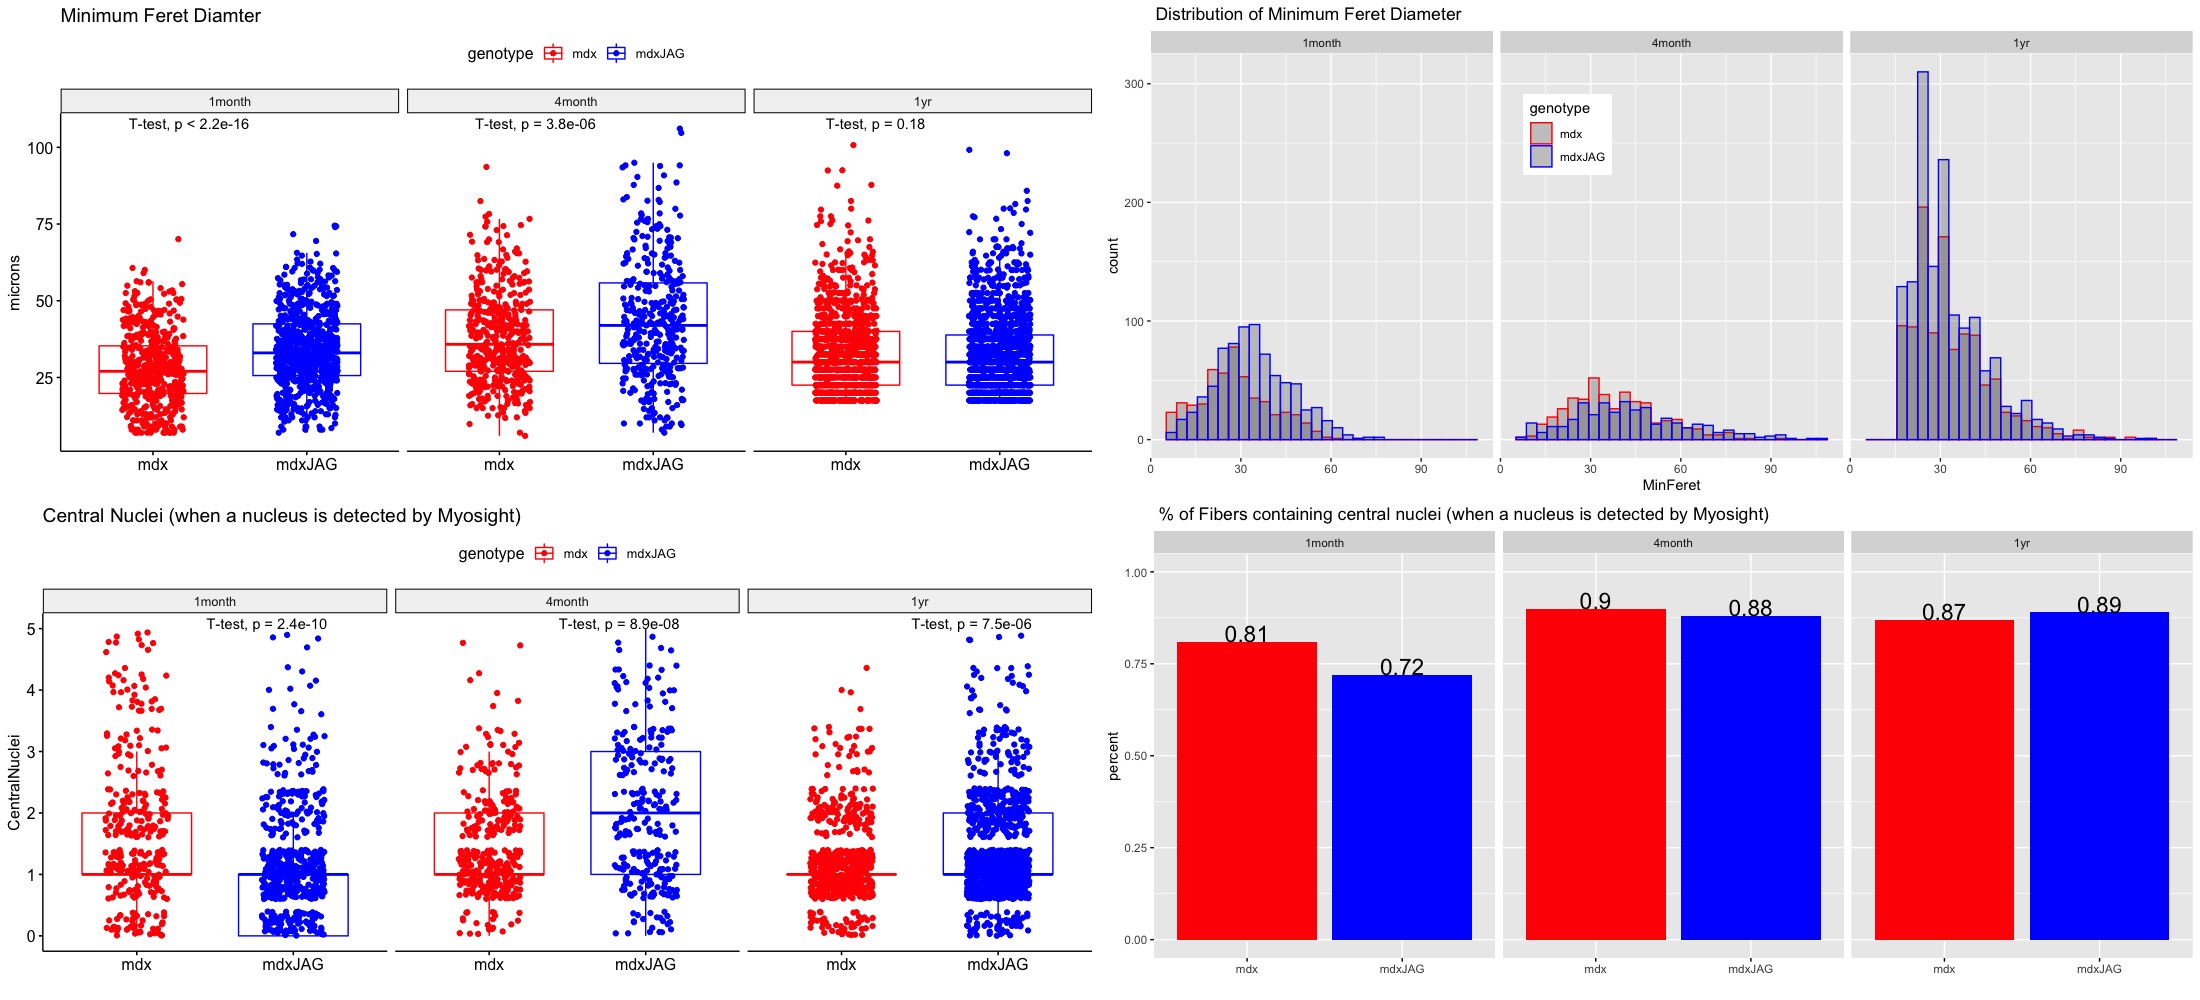 Minimum Feret Diamter
genotype mdx mdxJAG
1month 4month 1yr
T-test, p < 2.2e-16 T-test, p = 3.8e-06 T-test, p = 0.18
100
75
50
25
microns
mdx mdxJAG mdx mdxJAG mdx mdxJAG
Distribution of Minimum Feret Diameter
1month 4month 1yr
genotype
mdx
mdxJAG
300
200
100
0
count
0 30 60 90 0 30 60 90 0 30 60 90
MinFeret
Central Nuclei (when a nucleus is detected by Myosight)
genotype mdx mdxJAG
1month 4month 1yr
T-test, p = 2.4e-10 T-test, p = 8.9e-08 T-test, p = 7.5e-06
5
4
3
2
1
0
CentralNuclei
mdx mdxJAG mdx mdxJAG mdx mdxJAG
% of Fibers containing central nuclei (when a nucleus is detected by Myosight)
1month 4month 1yr
1.00
0.75
0.50
0.25
0.00
percent
0.81 0.72 0.9 0.88 0.87 0.89
mdx mdxJAG mdx mdxJAG mdx mdxJAG